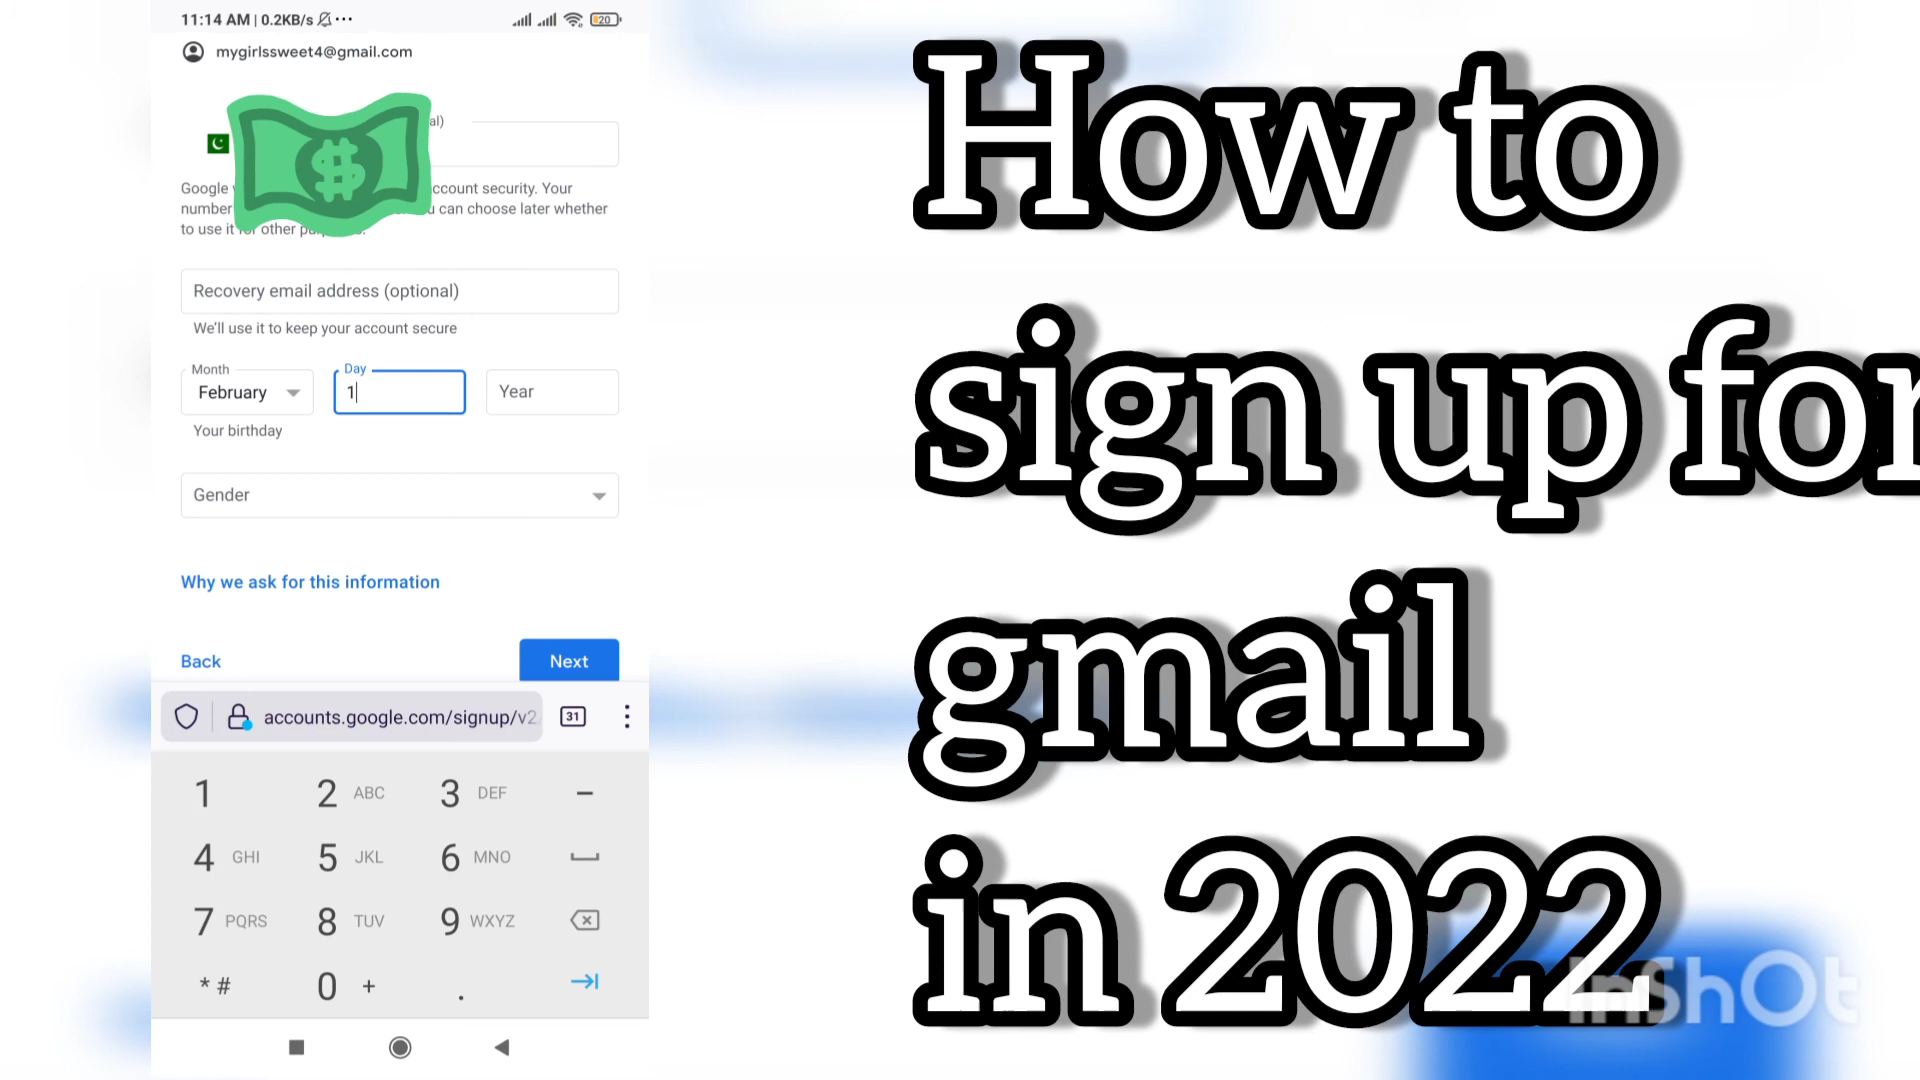 11:14 AM | 0.2KB/s
20
mygirlssweet4@gmail.com
al)
Google ccount security. Your
number u can choose later whether
to use it for other
Recovery email address (optional)
We'll use it to keep your account secure
Month
February
Day
1
Year
Your birthday
Gender
Why we ask for this information
Back
Next
accounts.google.com/signup/v2
31
1
2 ABC
3 DEF
–
4 GHI
5 JKL
6 MNO
7 PQRS
8 TUV
9 WXYZ
* #
0 +
.
How to
sign up for
gmail
in 2022
InShOt